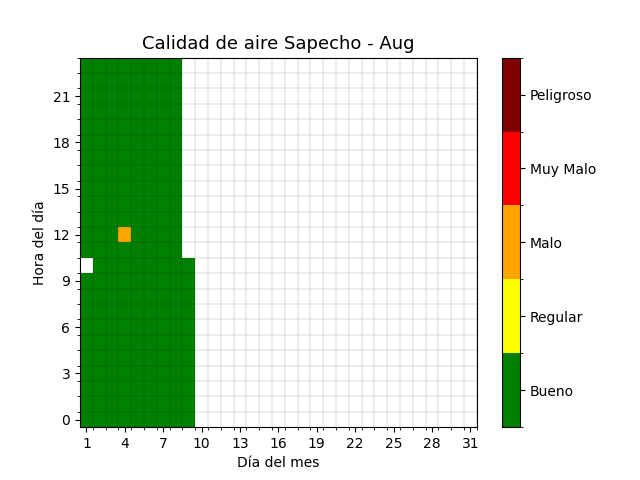 Calidad de aire Sapecho - Aug
Hora del día
21
18
15
12
9
6
3
0
1 4 7 10 13 16 19 22 25 28 31
Día del mes
Peligroso
Muy Malo
Malo
Regular
Bueno